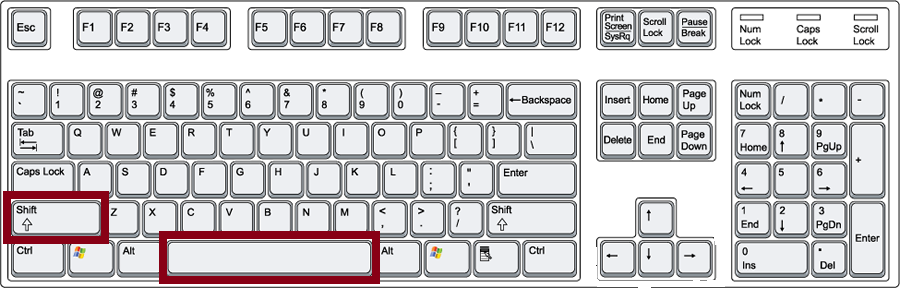 Esc F1 F2 F3 F4 F5 F6 F7 F8 F9 F10 F11 F12 Print Screen SysRq Scroll Lock Pause Break Num Lock Caps Lock Scroll Lock
~ ` ! 1 @ 2 # 3 $ 4 % 5 ^ 6 & 7 * 8 ( 9 ) 0 – - + = ←Backspace Insert Home Page Up Num Lock / * -
Tab Q W E R T Y U I O P { [ } ] | \ Delete End Page Down 7 Home 8 ↑ 9 PgUp +
Caps Lock A S D F G H J K L : ; " ' Enter 4 ← 5 6 →
Shift ⇧ Z X C V B N M < , > . ? / Shift ⇧ ↑ 1 End 2 ↓ 3 PgDn Enter
Ctrl Alt Alt Ctrl ← ↓ → 0 Ins . Del